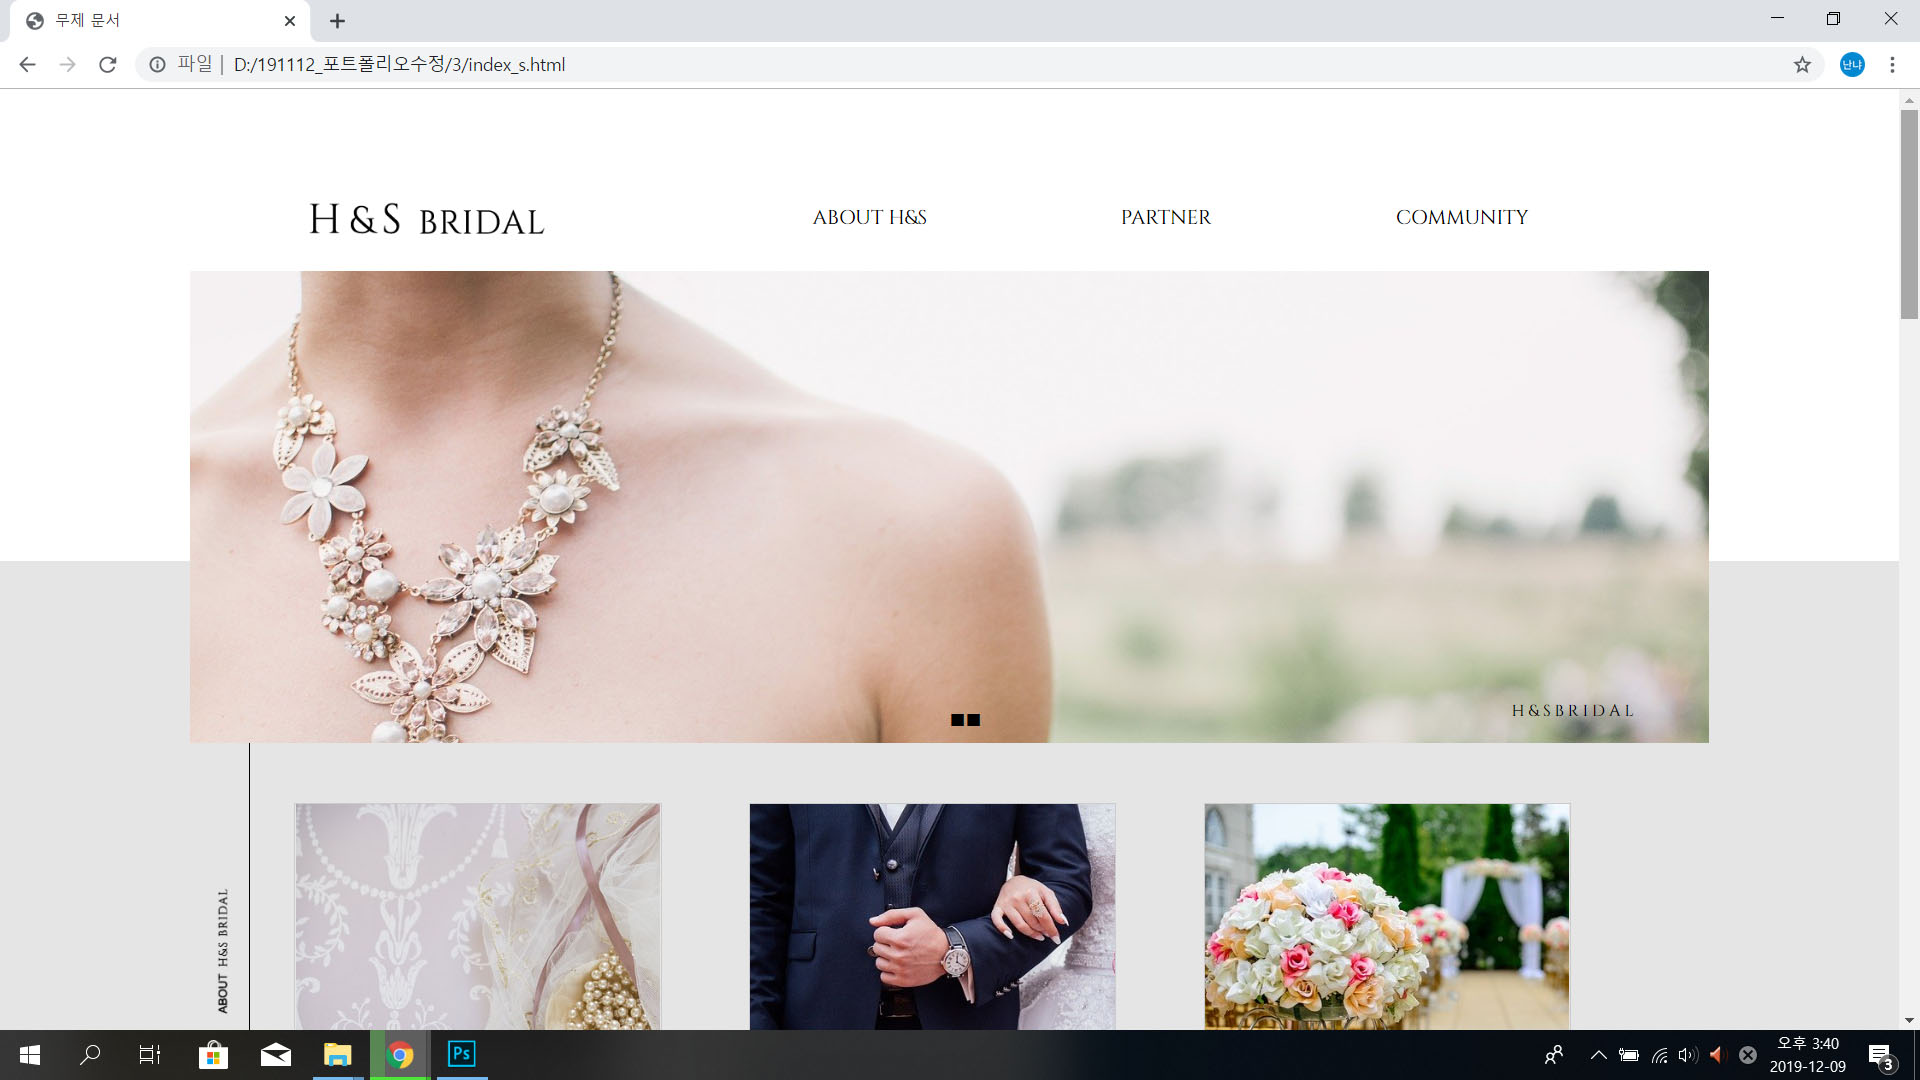 무제 문서
파일 | D:/191112_포트폴리오수정/3/index_s.html
난나
H&S BRIDAL
ABOUT H&S
PARTNER
COMMUNITY
H&SBRIDAL
ABOUT H&S BRIDAL
Ps
오후 3:40
2019-12-09
3